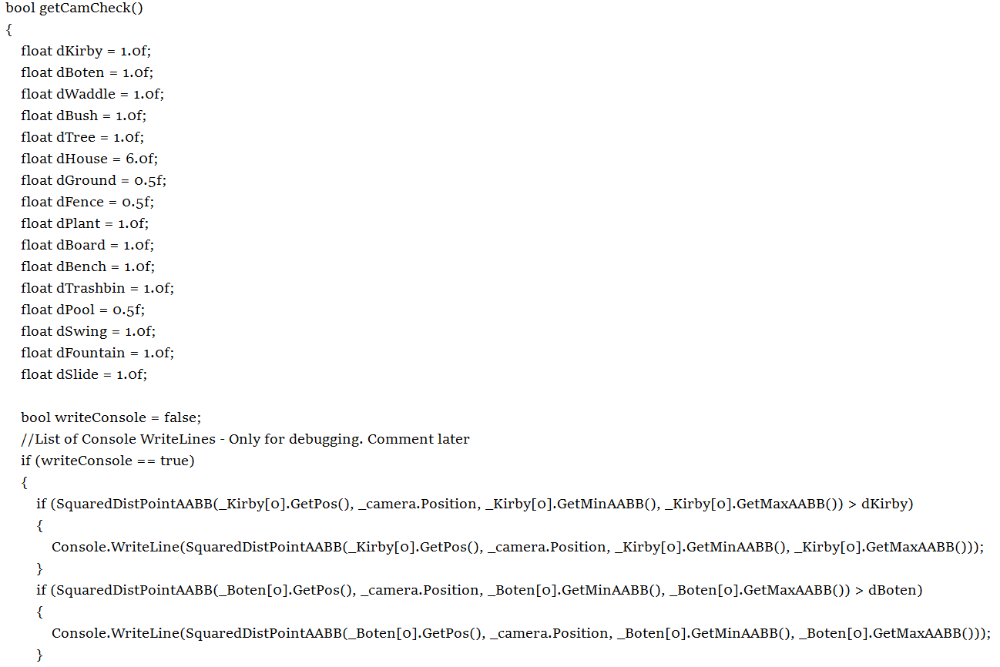 bool getCamCheck()
{
float dKirby = 1.0f;
float dBoten = 1.0f;
float dWaddle = 1.0f;
float dBush = 1.0f;
float dTree = 1.0f;
float dHouse = 6.0f;
float dGround = 0.5f;
float dFence = 0.5f;
float dPlant = 1.0f;
float dBoard = 1.0f;
float dBench = 1.0f;
float dTrashbin = 1.0f;
float dPool = 0.5f;
float dSwing = 1.0f;
float dFountain = 1.0f;
float dSlide = 1.0f;
bool writeConsole = false;
//List of Console WriteLines - Only for debugging. Comment later
if (writeConsole == true)
{
if (SquaredDistPointAABB(_Kirby[0].GetPos(), _camera.Position, _Kirby[0].GetMinAABB(), _Kirby[0].GetMaxAABB()) > dKirby)
{
Console.WriteLine(SquaredDistPointAABB(_Kirby[0].GetPos(), _camera.Position, _Kirby[0].GetMinAABB(), _Kirby[0].GetMaxAABB()));
}
if (SquaredDistPointAABB(_Boten[0].GetPos(), _camera.Position, _Boten[0].GetMinAABB(), _Boten[0].GetMaxAABB()) > dBoten)
{
Console.WriteLine(SquaredDistPointAABB(_Boten[0].GetPos(), _camera.Position, _Boten[0].GetMinAABB(), _Boten[0].GetMaxAABB()));
}